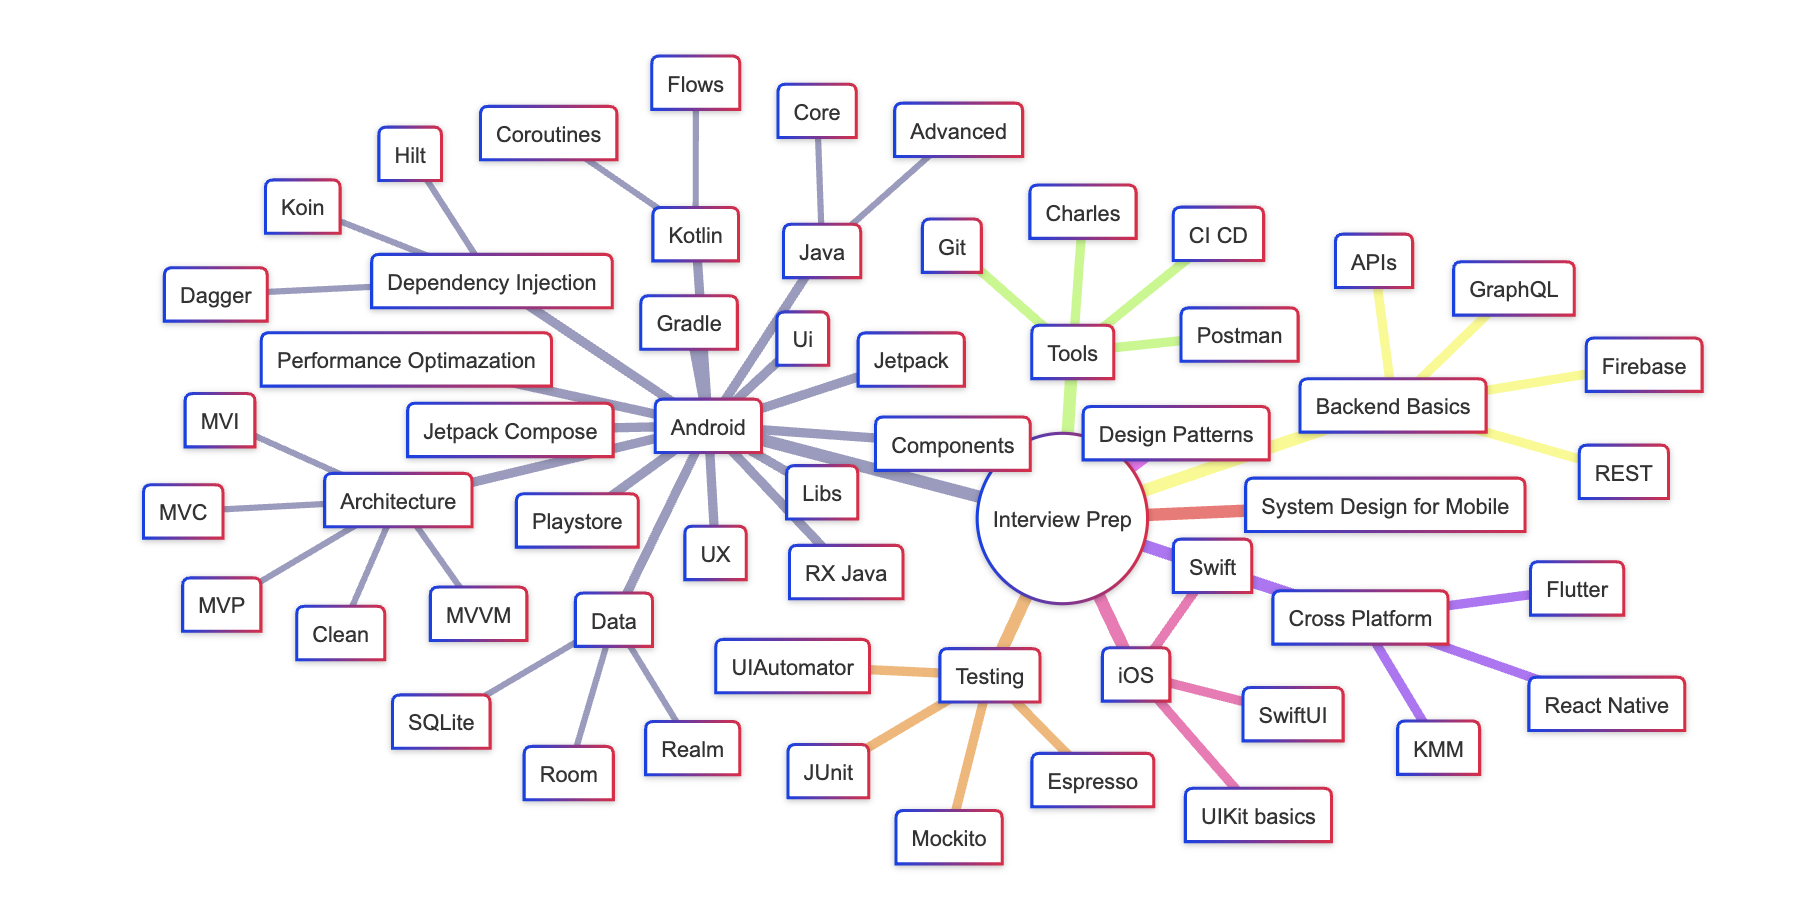 Flows
Core
Advanced
Coroutines
Hilt
Koin
Kotlin
Java
Charles
CI CD
Git
APIs
GraphQL
Dependency Injection
Dagger
Gradle
Ui
Jetpack
Tools
Postman
Firebase
Performance Optimazation
MVI
Jetpack Compose
Android
Components
Design Patterns
Backend Basics
REST
MVC
Architecture
Playstore
Libs
Interview Prep
System Design for Mobile
UX
RX Java
Swift
Flutter
MVP
Clean
MVVM
Data
Cross Platform
UIAutomator
Testing
iOS
SwiftUI
React Native
SQLite
Room
Realm
JUnit
Espresso
KMM
Mockito
UIKit basics